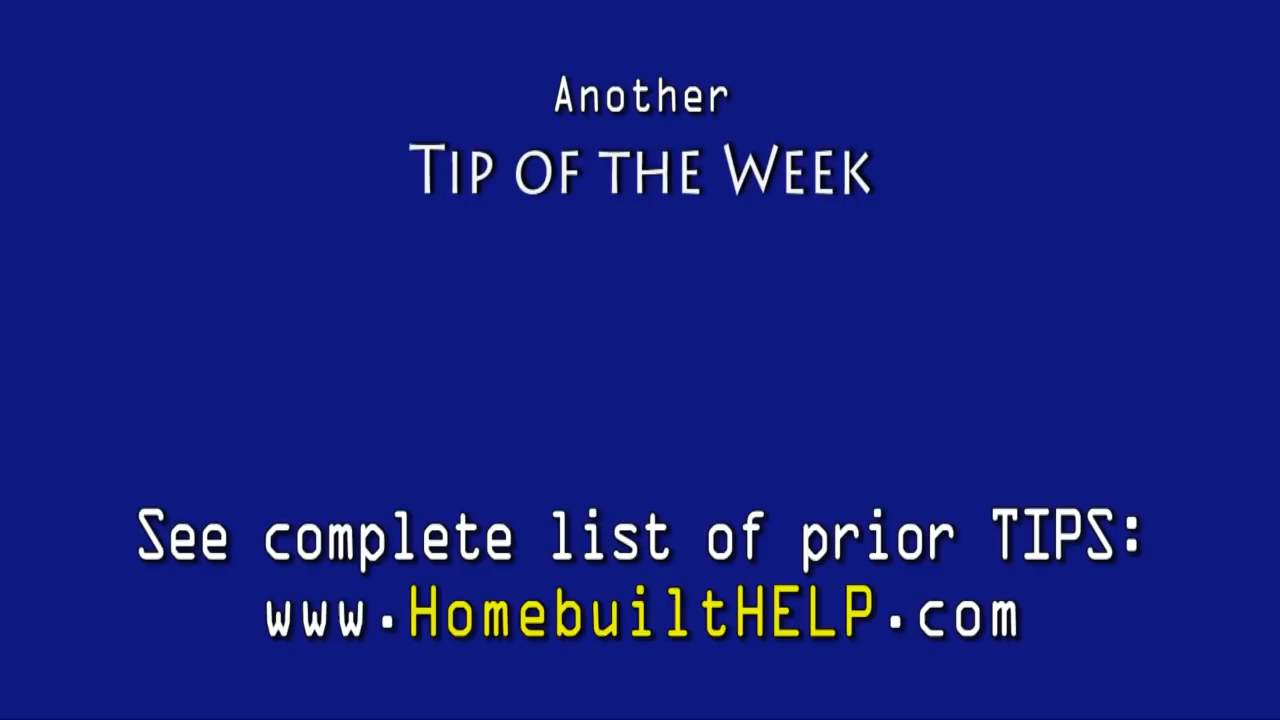 Another
TIP OF THE WEEK
See complete list of prior TIPS:
www.HomebuiltHELP.com